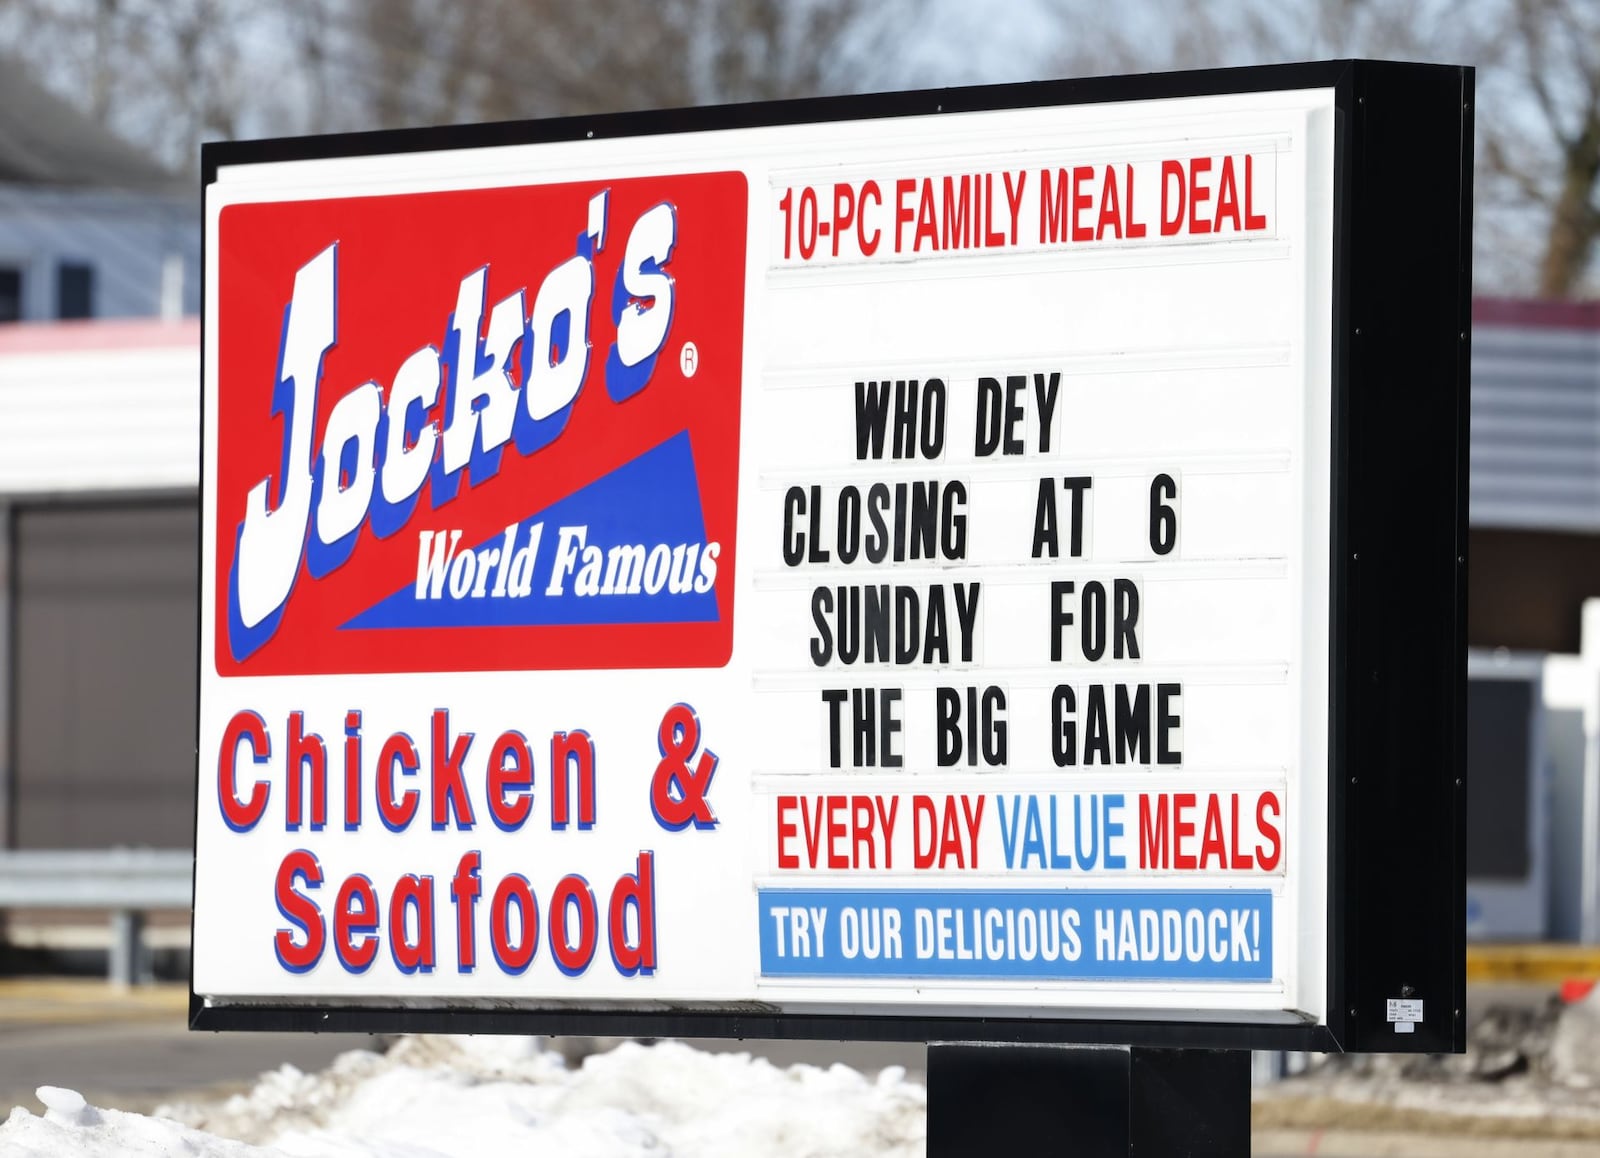 Jocko's ®
World Famous
Chicken &
Seafood
10-PC FAMILY MEAL DEAL
WHO DEY
CLOSING AT 6
SUNDAY FOR
THE BIG GAME
EVERY DAY VALUE MEALS
TRY OUR DELICIOUS HADDOCK!